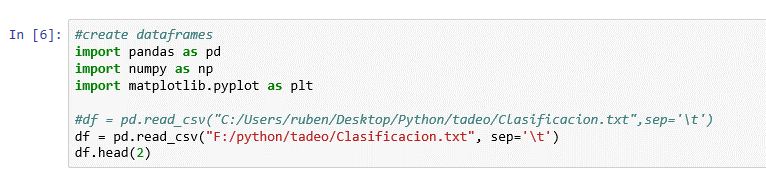 In [6]: #create dataframes
import pandas as pd
import numpy as np
import matplotlib.pyplot as plt
#df = pd.read_csv("C:/Users/ruben/Desktop/Python/tadeo/Clasificacion.txt",sep='\t')
df = pd.read_csv("F:/python/tadeo/Clasificacion.txt", sep='\t')
df.head(2)